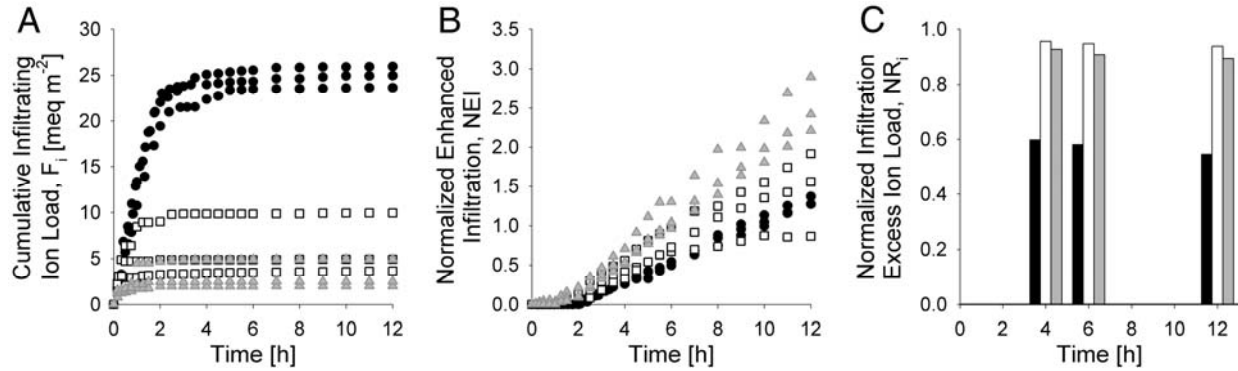 A
Cumulative Infiltrating
Ion Load, Fi [meq m-2]
30
25
20
15
10
5
0
0 2 4 6 8 10 12
Time [h]
B
Normalized Enhanced
Infiltration, NEI
3.5
3.0
2.5
2.0
1.5
1.0
0.5
0.0
0 2 4 6 8 10 12
Time [h]
C
Normalized Infiltration
Excess Ion Load, NRi
1.0
0.8
0.6
0.4
0.2
0.0
0 2 4 6 8 10 12
Time [h]